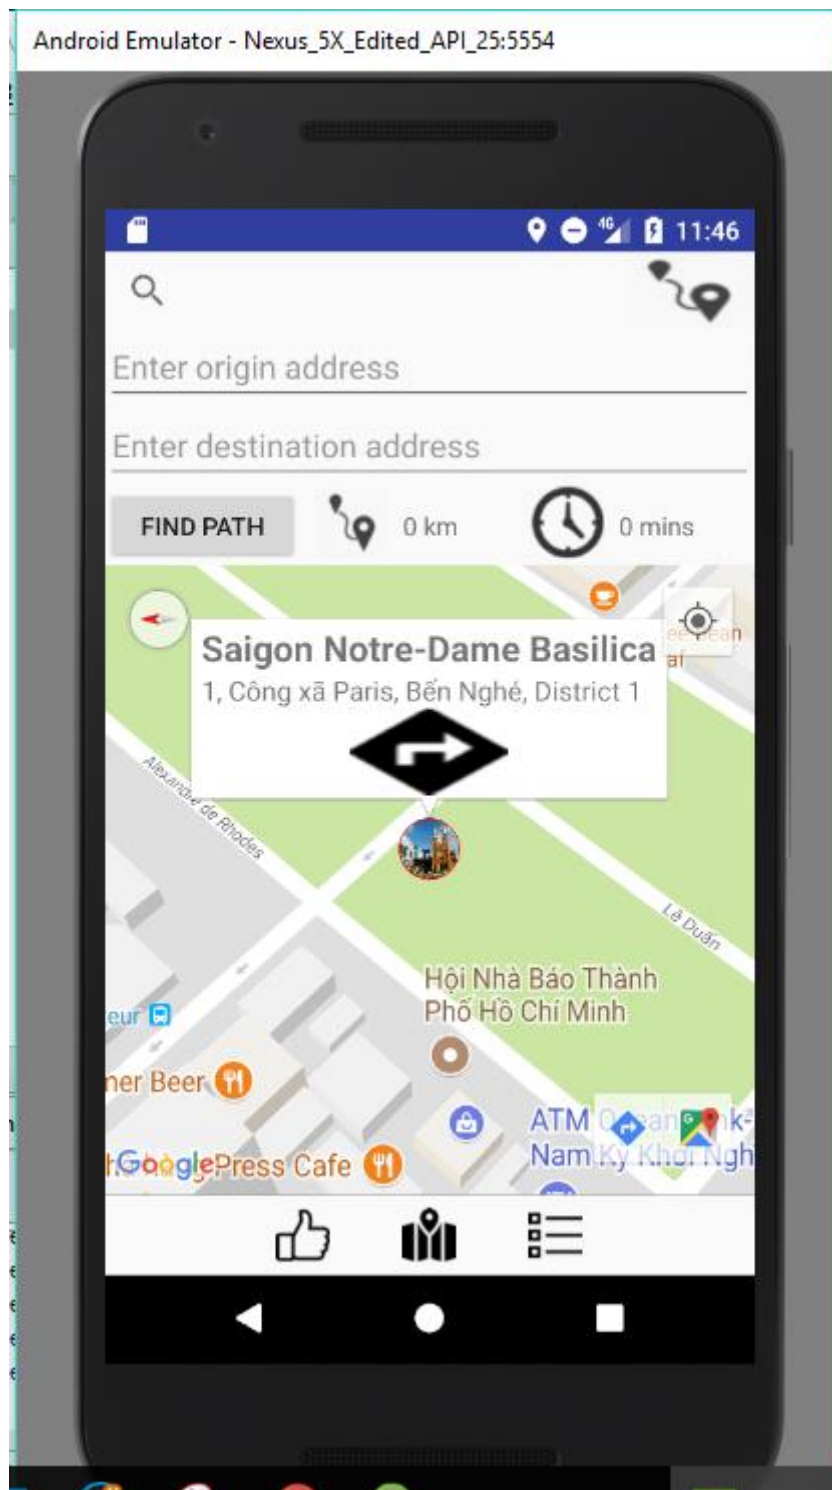 Android Emulator - Nexus_5X_Edited_API_25:5554
4G 11:46
Enter origin address
Enter destination address
FIND PATH
0 km
0 mins
Saigon Notre-Dame Basilica
1, Công xã Paris, Bến Nghé, District 1
Alexandre de Rhodes
Lê Duẩn
Hội Nhà Báo Thành
Phố Hồ Chí Minh
eur
ner Beer
ATM
Nam Kỳ Khởi Ngh
Google
Press Cafe